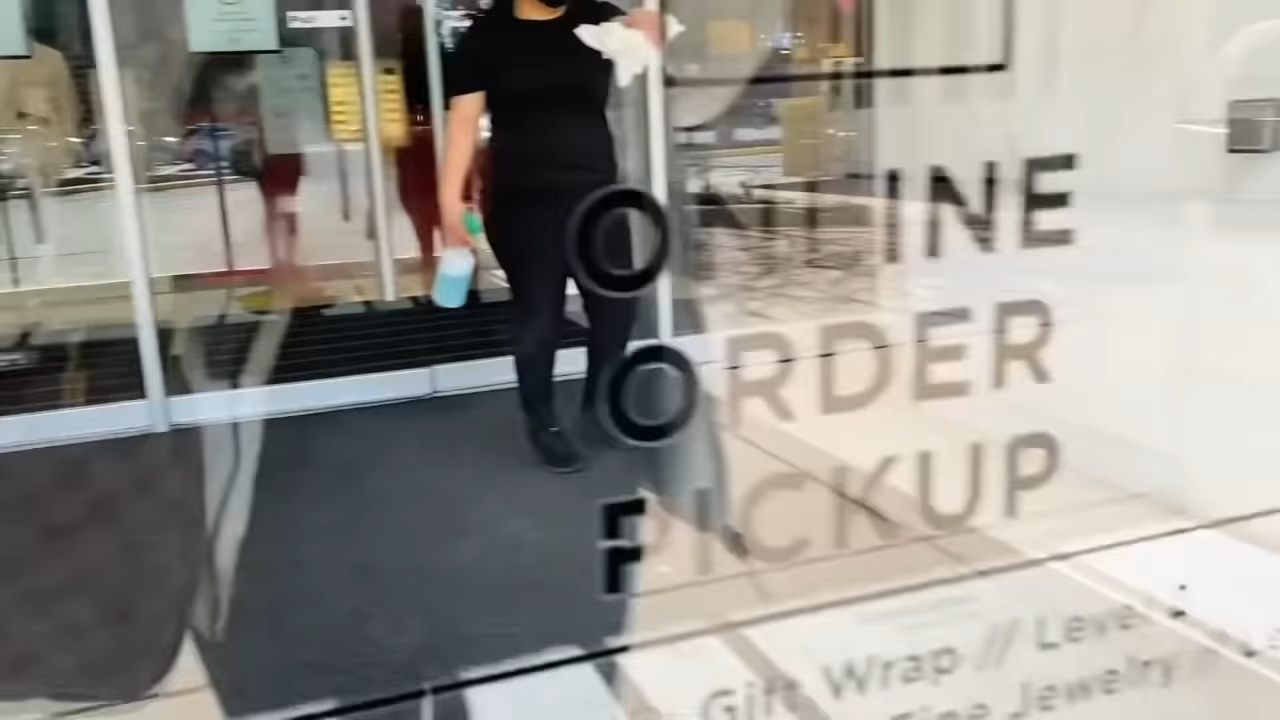 ONLINE
ORDER
PICKUP
Gift Wrap // Level
Fine Jewelry